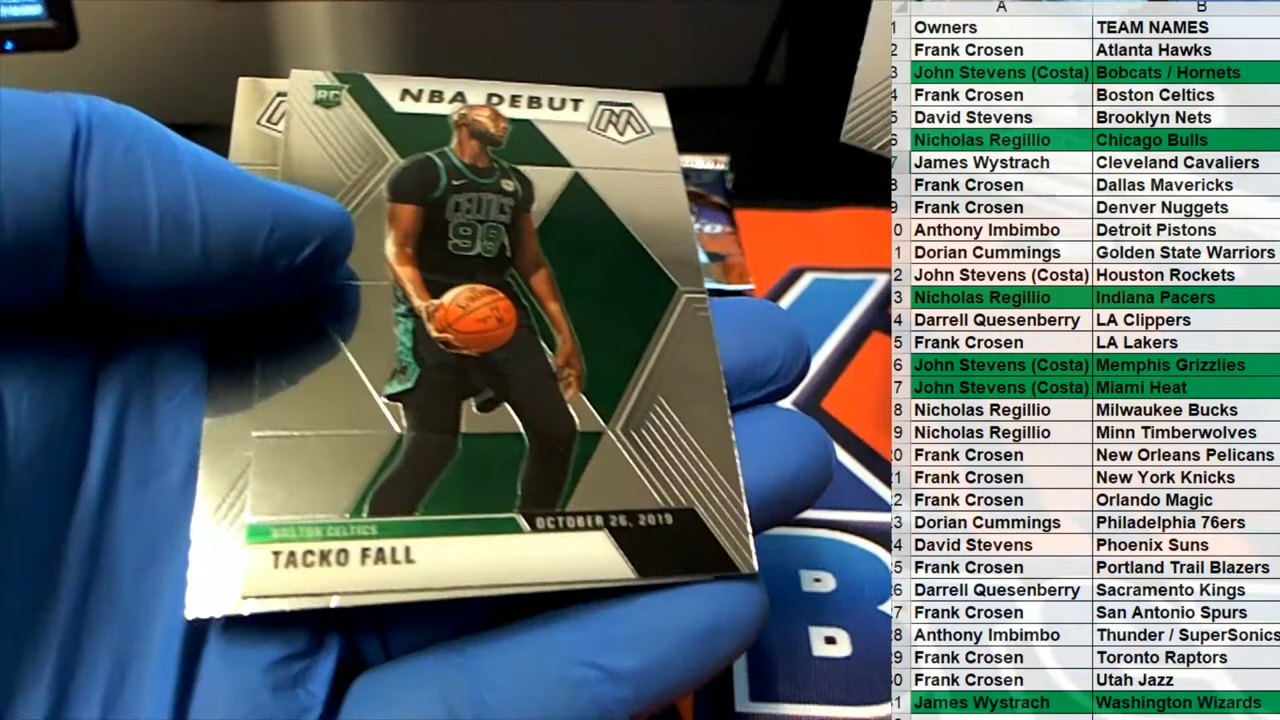 RC
NBA DEBUT
CELTICS
99
BOSTON CELTICS
OCTOBER 26, 2019
TACKO FALL
B
A B
1 Owners TEAM NAMES
2 Frank Crosen Atlanta Hawks
3 John Stevens (Costa) Bobcats / Hornets
4 Frank Crosen Boston Celtics
5 David Stevens Brooklyn Nets
6 Nicholas Regillio Chicago Bulls
7 James Wystrach Cleveland Cavaliers
8 Frank Crosen Dallas Mavericks
9 Frank Crosen Denver Nuggets
0 Anthony Imbimbo Detroit Pistons
1 Dorian Cummings Golden State Warriors
2 John Stevens (Costa) Houston Rockets
3 Nicholas Regillio Indiana Pacers
4 Darrell Quesenberry LA Clippers
5 Frank Crosen LA Lakers
6 John Stevens (Costa) Memphis Grizzlies
7 John Stevens (Costa) Miami Heat
8 Nicholas Regillio Milwaukee Bucks
9 Nicholas Regillio Minn Timberwolves
0 Frank Crosen New Orleans Pelicans
1 Frank Crosen New York Knicks
2 Frank Crosen Orlando Magic
3 Dorian Cummings Philadelphia 76ers
4 David Stevens Phoenix Suns
5 Frank Crosen Portland Trail Blazers
6 Darrell Quesenberry Sacramento Kings
7 Frank Crosen San Antonio Spurs
8 Anthony Imbimbo Thunder / SuperSonics
9 Frank Crosen Toronto Raptors
0 Frank Crosen Utah Jazz
1 James Wystrach Washington Wizards